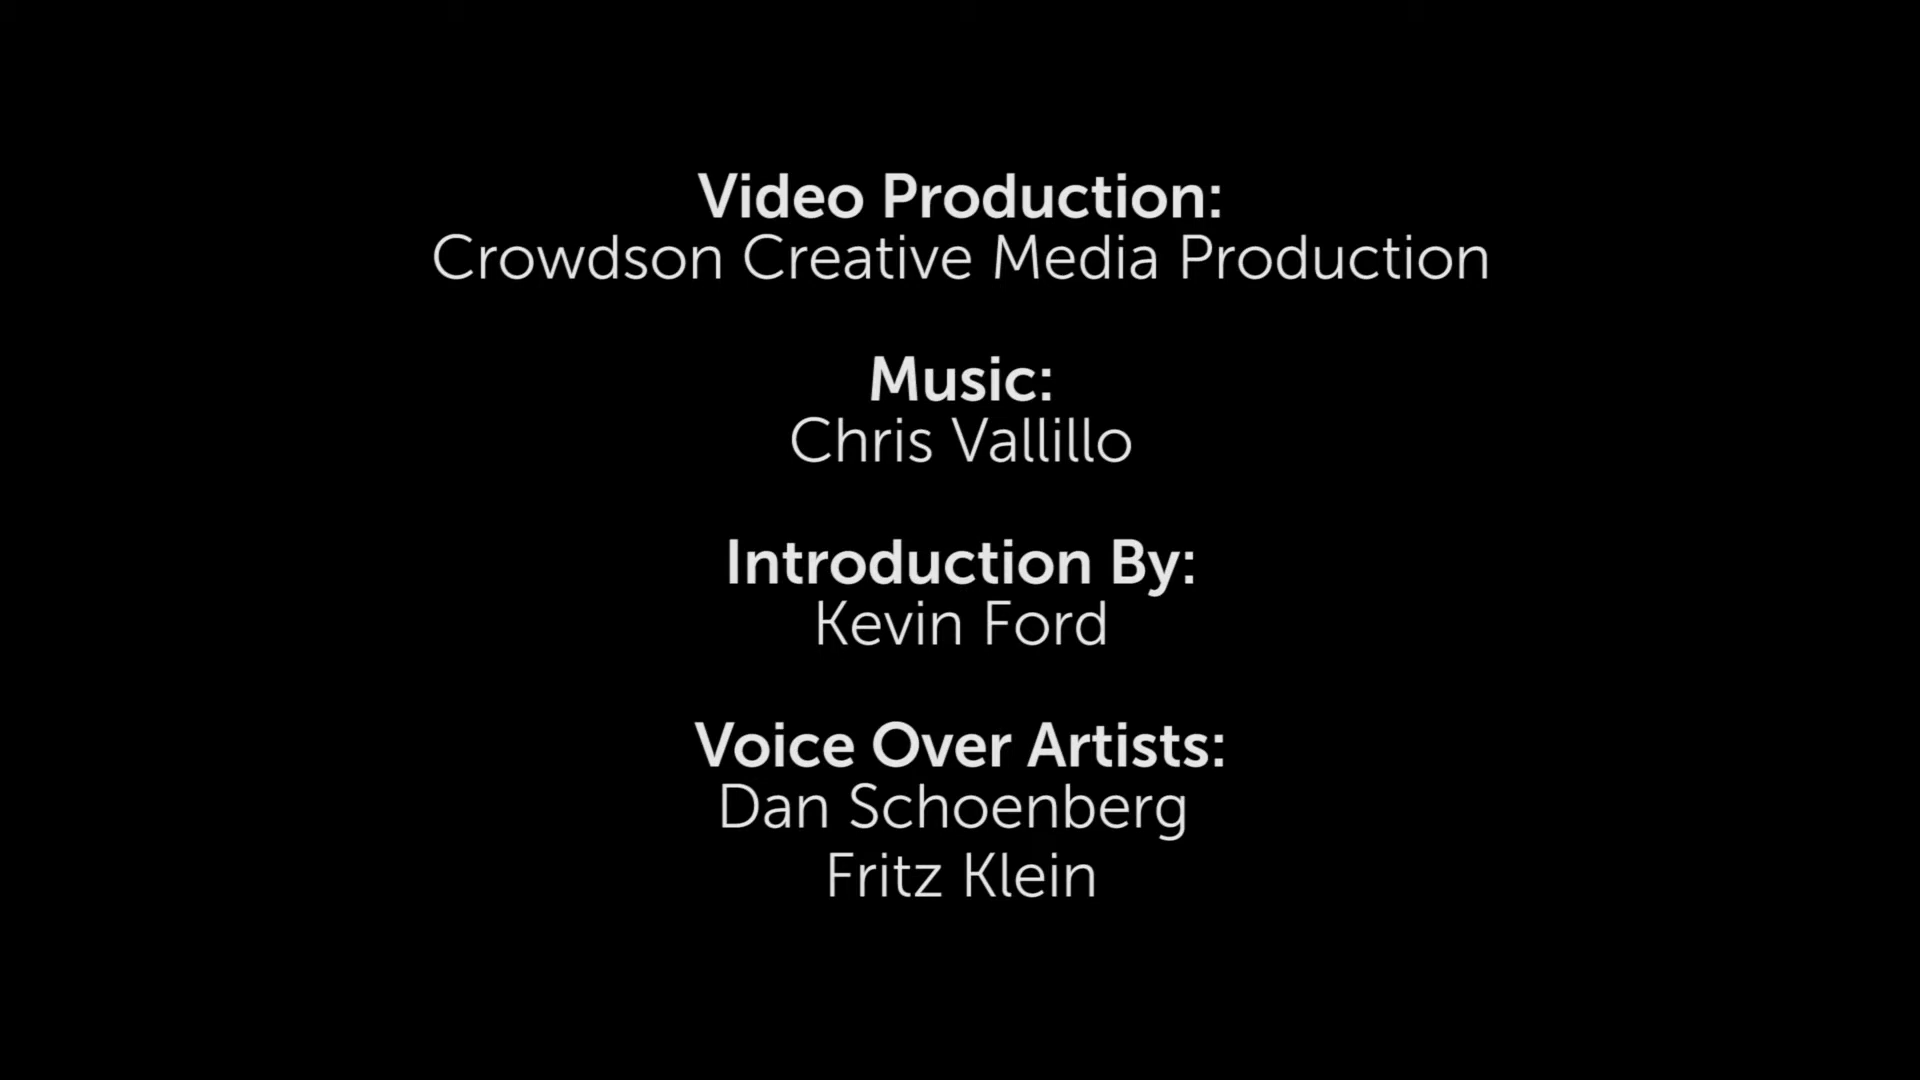 Video Production:
Crowdson Creative Media Production
Music:
Chris Vallillo
Introduction By:
Kevin Ford
Voice Over Artists:
Dan Schoenberg
Fritz Klein